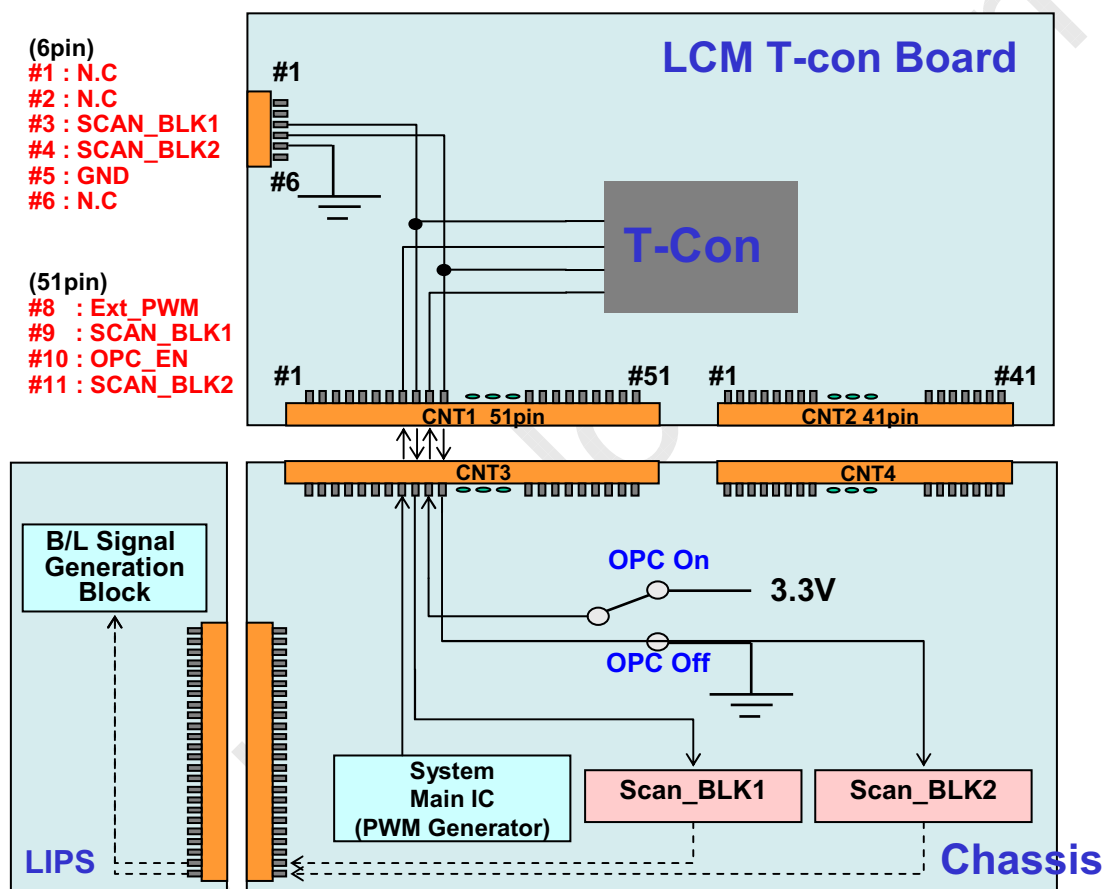 LCM T-con Board
(6pin)
#1 : N.C
#2 : N.C
#3 : SCAN_BLK1
#4 : SCAN_BLK2
#5 : GND
#6 : N.C
#1
#6
T-Con
(51pin)
#8 : Ext_PWM
#9 : SCAN_BLK1
#10 : OPC_EN
#11 : SCAN_BLK2
#1
#51
#1
#41
CNT1 51pin
CNT2 41pin
CNT3
CNT4
B/L Signal
Generation
Block
OPC On
3.3V
OPC Off
System
Main IC
(PWM Generator)
Scan_BLK1
Scan_BLK2
LIPS
Chassis